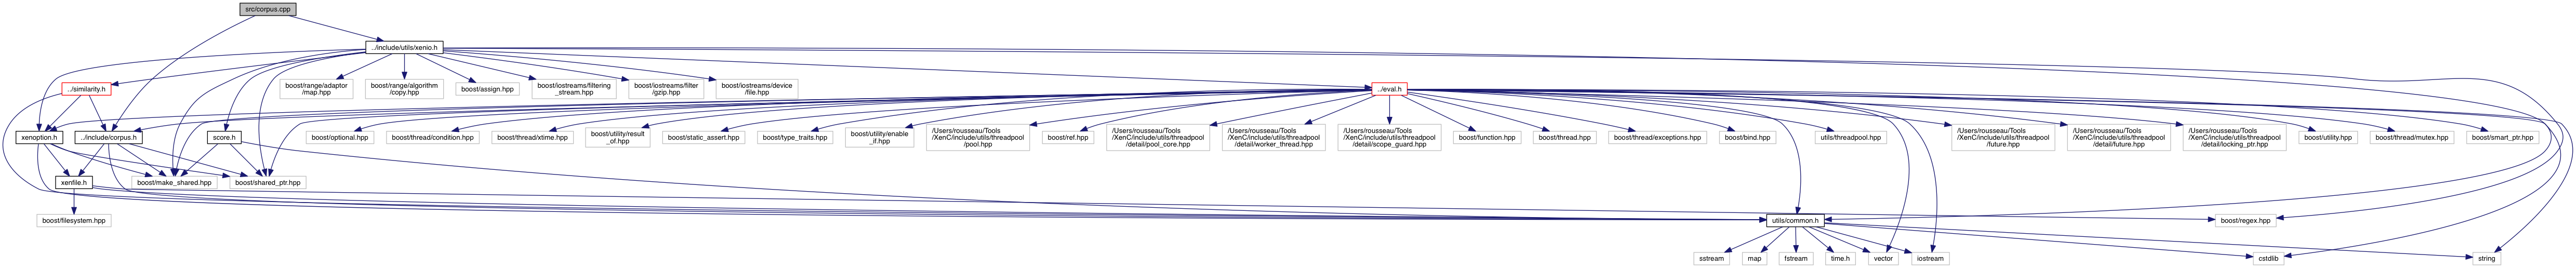 src/corpus.cpp
../include/utils/xenio.h
../similarity.h
boost/range/adaptor
/map.hpp
boost/range/algorithm
/copy.hpp
boost/assign.hpp
boost/iostreams/filtering
_stream.hpp
boost/iostreams/filter
/gzip.hpp
boost/iostreams/device
/file.hpp
../eval.h
xenoption.h
../include/corpus.h
score.h
boost/optional.hpp
boost/thread/condition.hpp
boost/thread/xtime.hpp
boost/utility/result
_of.hpp
boost/static_assert.hpp
boost/type_traits.hpp
boost/utility/enable
_if.hpp
/Users/rousseau/Tools
/XenC/include/utils/threadpool
/pool.hpp
boost/ref.hpp
/Users/rousseau/Tools
/XenC/include/utils/threadpool
/detail/pool_core.hpp
/Users/rousseau/Tools
/XenC/include/utils/threadpool
/detail/worker_thread.hpp
/Users/rousseau/Tools
/XenC/include/utils/threadpool
/detail/scope_guard.hpp
boost/function.hpp
boost/thread.hpp
boost/thread/exceptions.hpp
boost/bind.hpp
utils/threadpool.hpp
/Users/rousseau/Tools
/XenC/include/utils/threadpool
/future.hpp
/Users/rousseau/Tools
/XenC/include/utils/threadpool
/detail/future.hpp
/Users/rousseau/Tools
/XenC/include/utils/threadpool
/detail/locking_ptr.hpp
boost/utility.hpp
boost/thread/mutex.hpp
boost/smart_ptr.hpp
xenfile.h
boost/make_shared.hpp
boost/shared_ptr.hpp
boost/filesystem.hpp
utils/common.h
boost/regex.hpp
sstream
map
fstream
time.h
vector
iostream
cstdlib
string